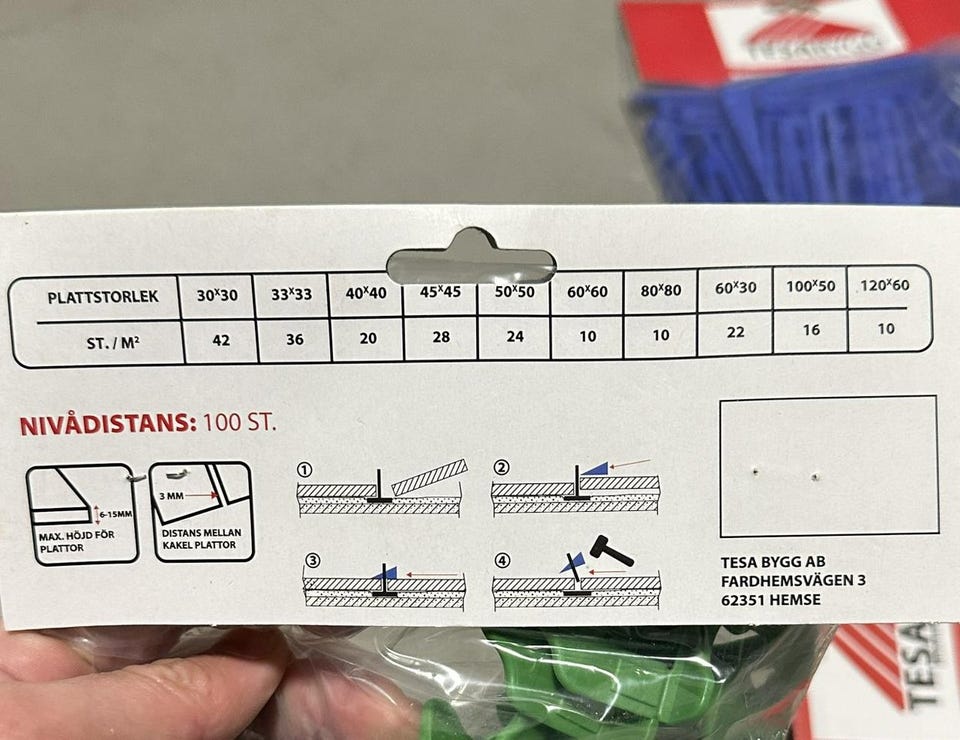 TESABYGG
PLATTSTORLEK 30x30 33x33 40x40 45x45 50x50 60x60 80x80 60x30 100x50 120x60
ST. / M² 42 36 20 28 24 10 10 22 16 10
NIVÅDISTANS: 100 ST.
6-15MM
MAX. HÖJD FÖR
PLATTOR
3 MM
DISTANS MELLAN
KAKEL PLATTOR
1
2
3
4
TESA BYGG AB
FARDHEMSVÄGEN 3
62351 HEMSE
TESA